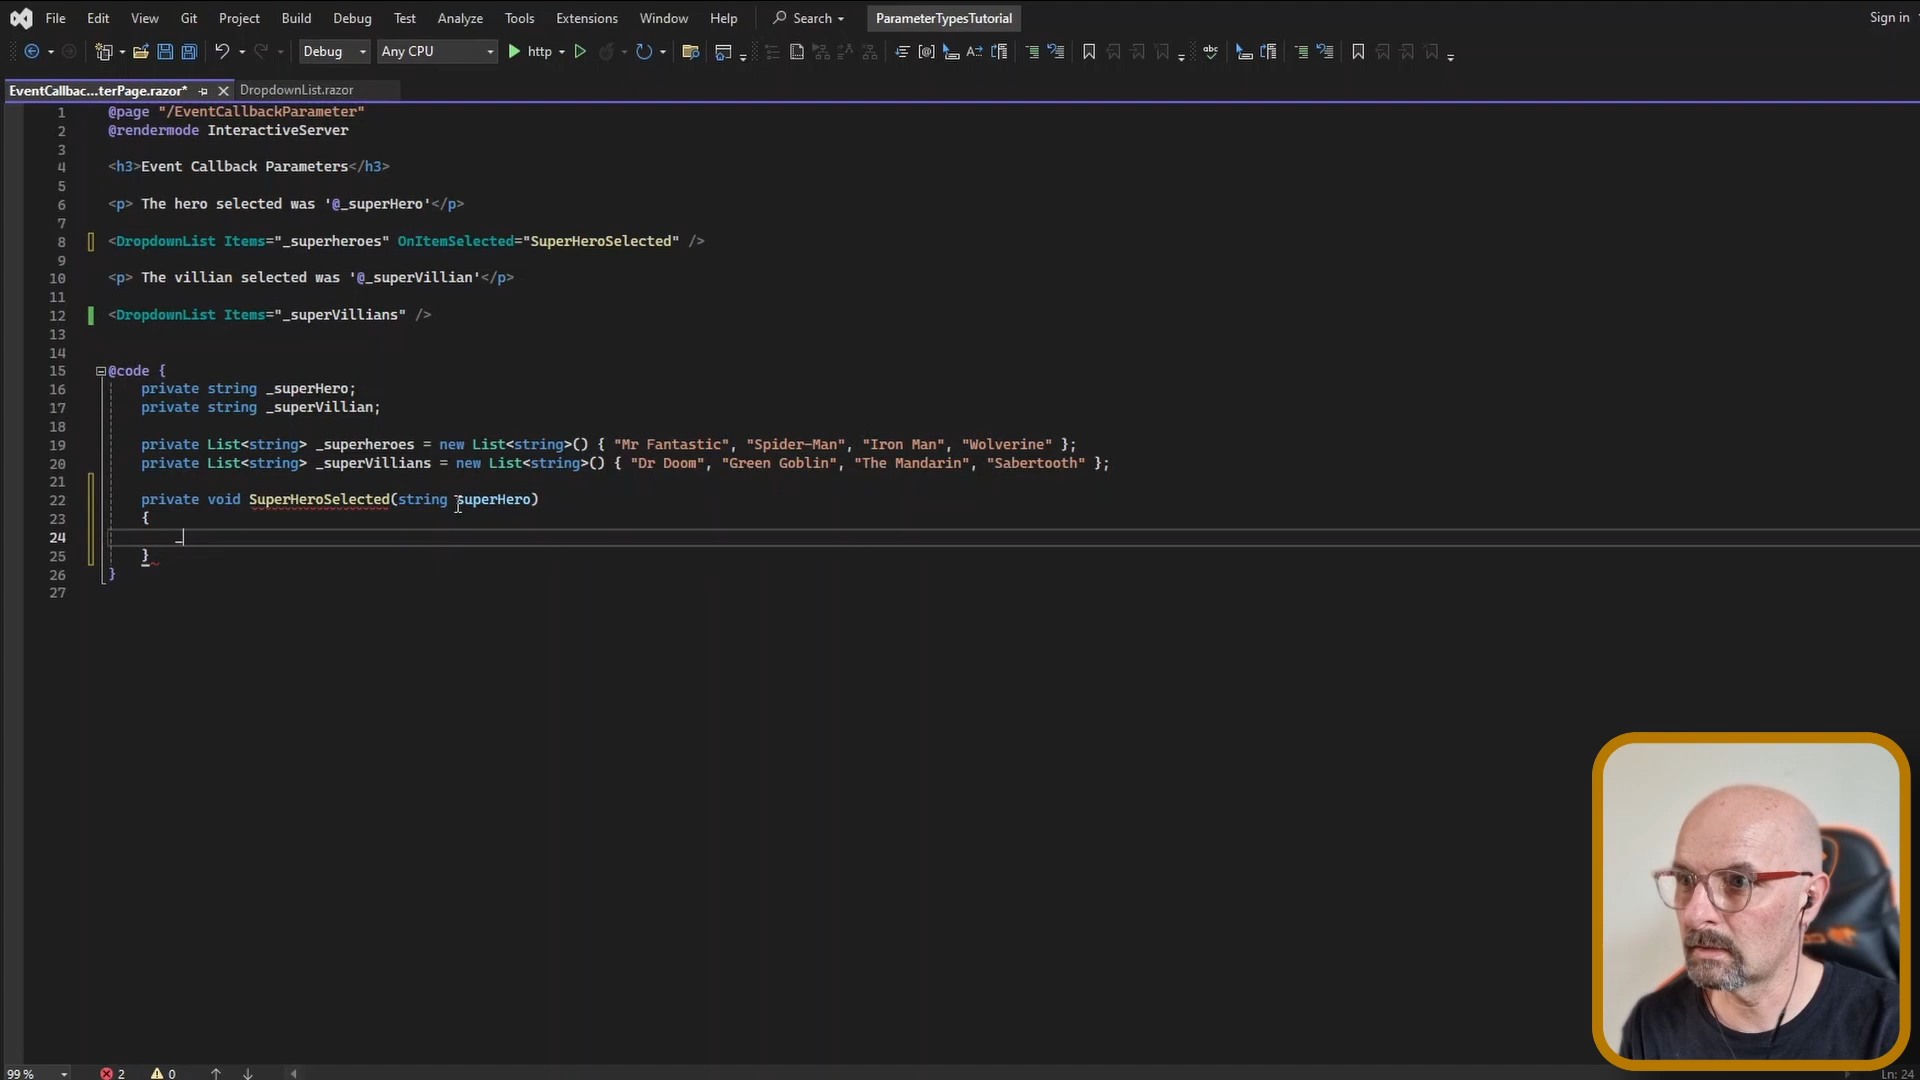 File Edit View Git Project Build Debug Test Analyze Tools Extensions Window Help Search ParameterTypesTutorial Sign in
Debug Any CPU http
EventCallbac...terPage.razor* DropdownList.razor
1 @page "/EventCallbackParameter"
2 @rendermode InteractiveServer
3
4 <h3>Event Callback Parameters</h3>
5
6 <p> The hero selected was '@_superHero'</p>
7
8 <DropdownList Items="_superheroes" OnItemSelected="SuperHeroSelected" />
9
10 <p> The villian selected was '@_superVillian'</p>
11
12 <DropdownList Items="_superVillians" />
13
14
15 @code {
16 private string _superHero;
17 private string _superVillian;
18
19 private List<string> _superheroes = new List<string>() { "Mr Fantastic", "Spider-Man", "Iron Man", "Wolverine" };
20 private List<string> _superVillians = new List<string>() { "Dr Doom", "Green Goblin", "The Mandarin", "Sabertooth" };
21
22 private void SuperHeroSelected(string superHero)
23 {
24 _
25 }
26 }
27
99 % 2 0 Ln: 24